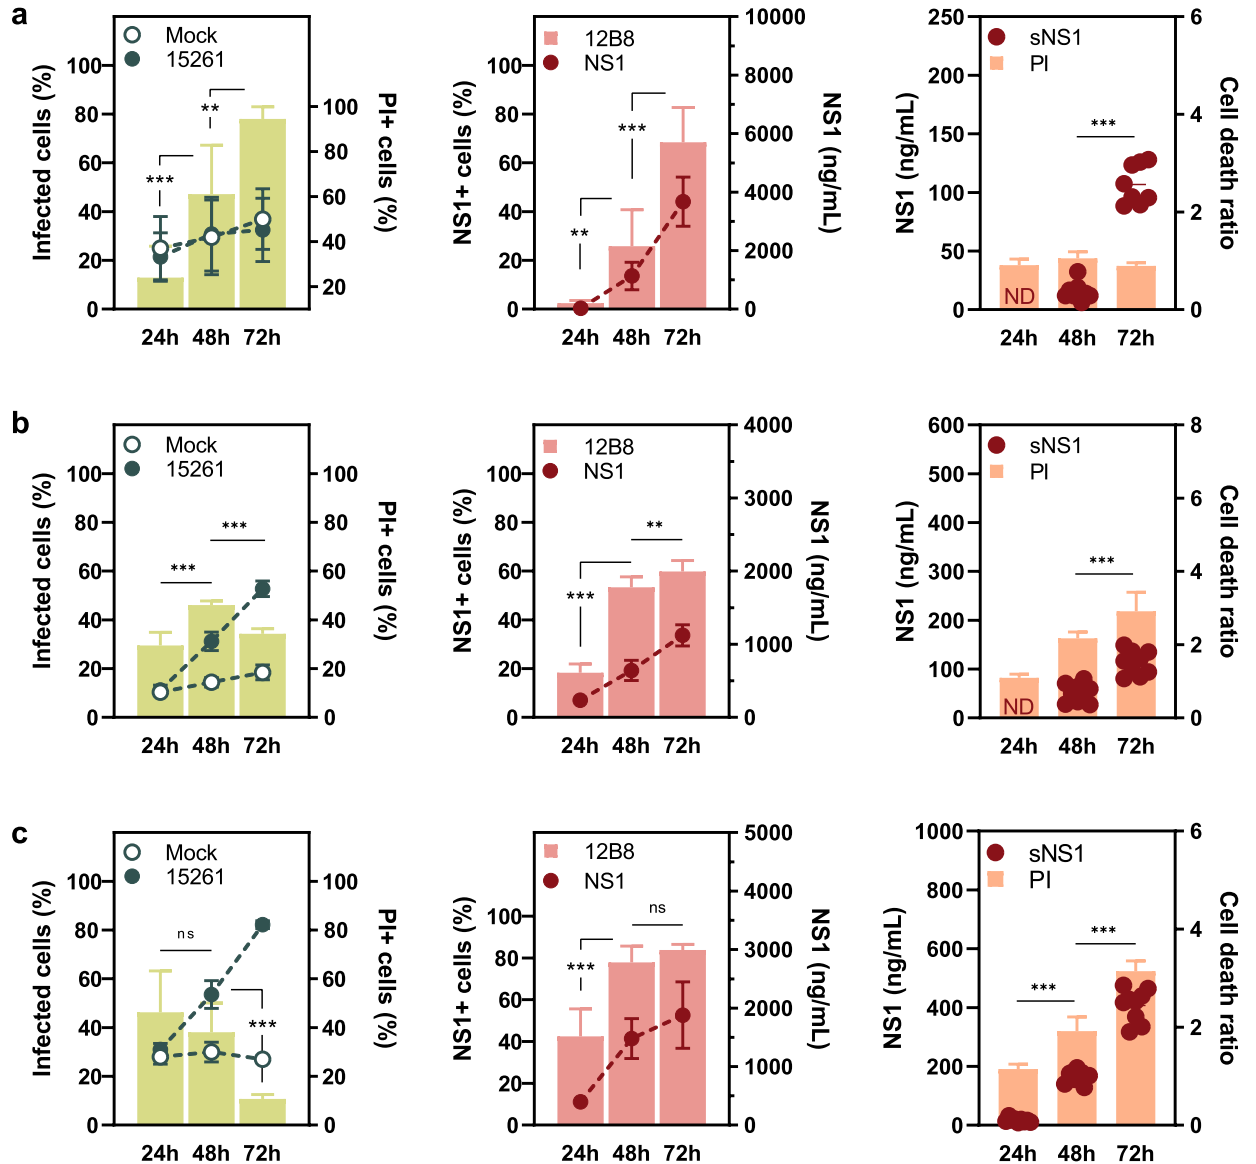 a
Mock
15261
Infected cells (%)
100
80
60
40
20
0
***
**
100
80
60
40
20
PI+ cells (%)
24h 48h 72h
12B8
NS1
NS1+ cells (%)
100
80
60
40
20
0
**
***
10000
8000
6000
4000
2000
0
NS1 (ng/mL)
24h 48h 72h
sNS1
PI
NS1 (ng/mL)
250
200
150
100
50
0
***
ND
6
4
2
0
Cell death ratio
24h 48h 72h
b
Mock
15261
Infected cells (%)
100
80
60
40
20
0
***
***
100
80
60
40
20
0
PI+ cells (%)
24h 48h 72h
12B8
NS1
NS1+ cells (%)
100
80
60
40
20
0
***
**
4000
3000
2000
1000
0
NS1 (ng/mL)
24h 48h 72h
sNS1
PI
NS1 (ng/mL)
600
500
400
300
200
100
0
***
ND
8
6
4
2
0
Cell death ratio
24h 48h 72h
c
Mock
15261
Infected cells (%)
100
80
60
40
20
0
ns
***
100
80
60
40
20
0
PI+ cells (%)
24h 48h 72h
12B8
NS1
NS1+ cells (%)
100
80
60
40
20
0
***
ns
5000
4000
3000
2000
1000
0
NS1 (ng/mL)
24h 48h 72h
sNS1
PI
NS1 (ng/mL)
1000
800
600
400
200
0
***
***
6
4
2
0
Cell death ratio
24h 48h 72h